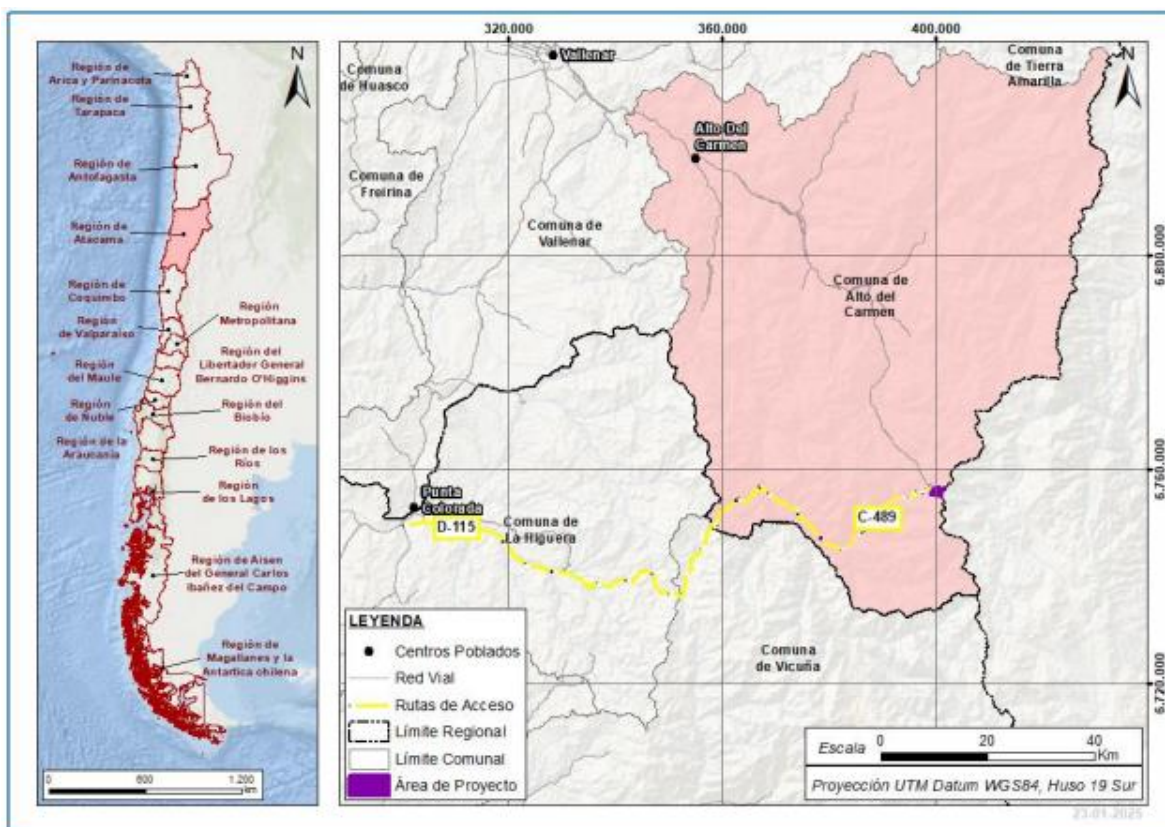 N
Región de
Arica y Parinacota
Región de
Tarapaca
Región de
Antofagasta
Región de
Atacama
Región de
Coquimbo
Región
de Valparaíso
Región
Metropolitana
Región del
Libertador General
Bernardo O'Higgins
Región
del Maule
Región
de Ñuble
Región del
Biobío
Región de la
Araucanía
Región de los
Ríos
Región
de los Lagos
Región de Aisen
del General Carlos
Ibañez del Campo
Región de
Magallanes y la
Antartica chilena
0 600 1.200
km
320.000 360.000 400.000
N
Comuna
de Huasco
Vallenar
Comuna
de Tierra
Amarilla
Alto Del
Carmen
Comuna de
Freirina
Comuna de
Vallenar
Comuna de
Alto del
Carmen
6.800.000
6.760.000
6.720.000
Punta
Colorada
D-115
Comuna de
La Higuera
C-489
Comuna
de Vicuña
LEYENDA
Centros Poblados
Red Vial
Rutas de Acceso
Límite Regional
Límite Comunal
Área de Proyecto
Escala 0 20 40
Km
Proyección UTM Datum WGS84, Huso 19 Sur
23-01-2025